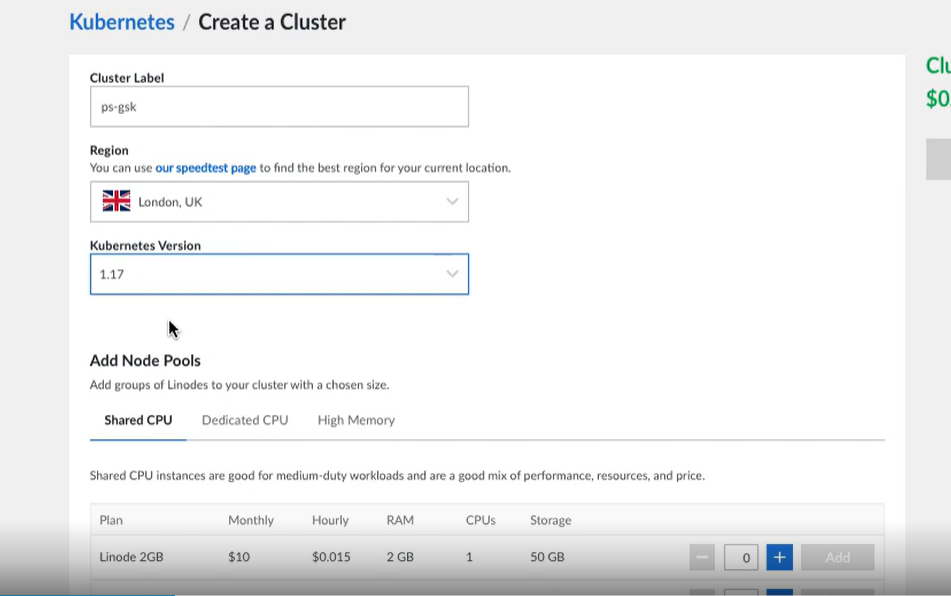 Kubernetes / Create a Cluster
Cluster Label
ps-gsk
Region
You can use our speedtest page to find the best region for your current location.
London, UK
Kubernetes Version
1.17
Add Node Pools
Add groups of Linodes to your cluster with a chosen size.
Shared CPU Dedicated CPU High Memory
Shared CPU instances are good for medium-duty workloads and are a good mix of performance, resources, and price.
Plan Monthly Hourly RAM CPUs Storage
Linode 2GB $10 $0.015 2 GB 1 50 GB − 0 + Add
Clu
$0